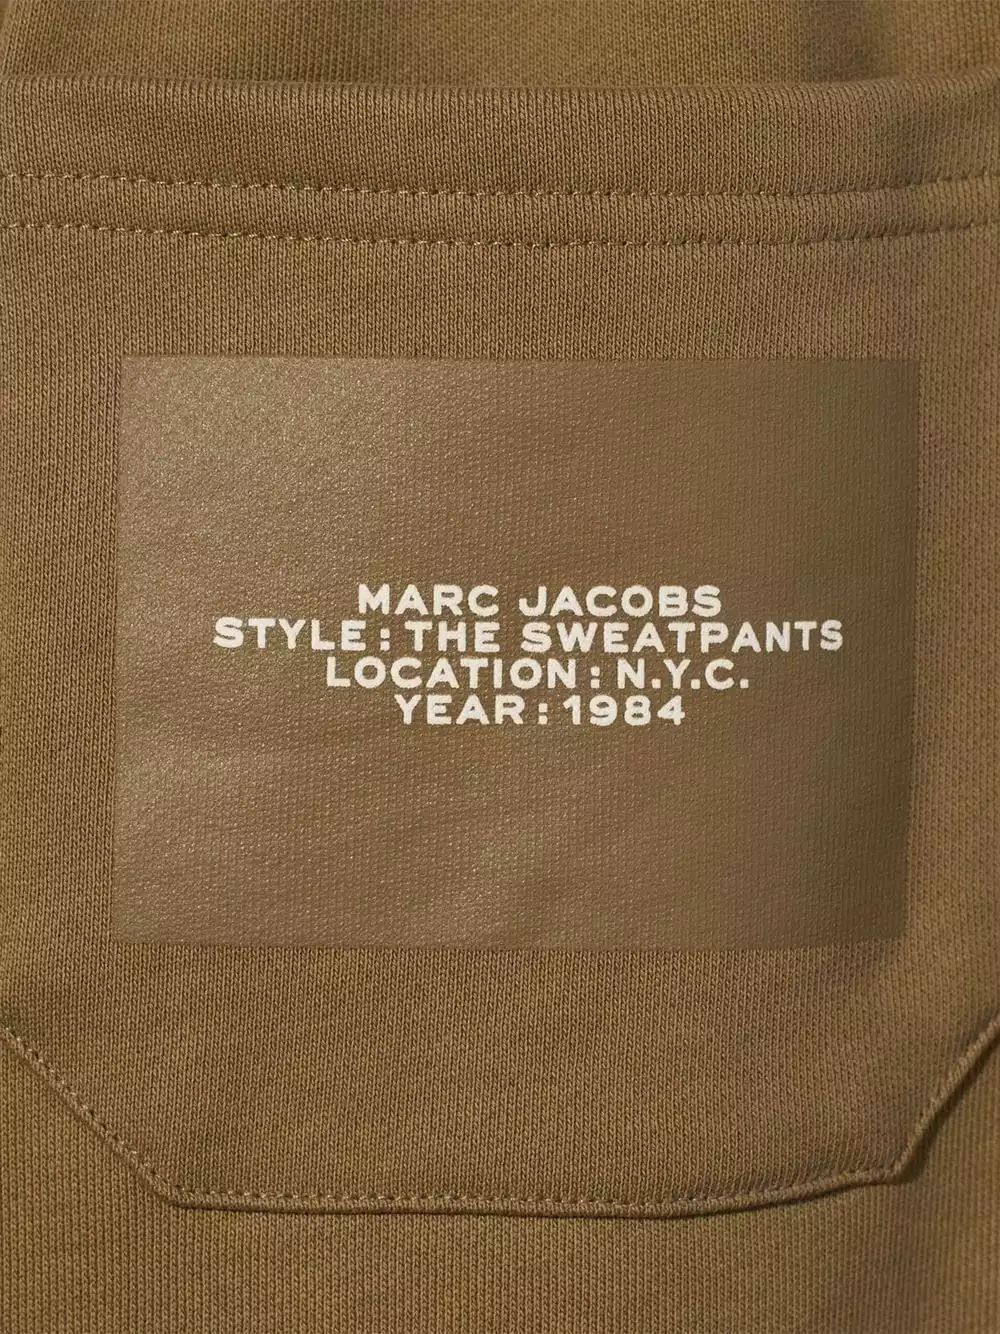 MARC JACOBS
STYLE: THE SWEATPANTS
LOCATION: N.Y.C.
YEAR: 1984